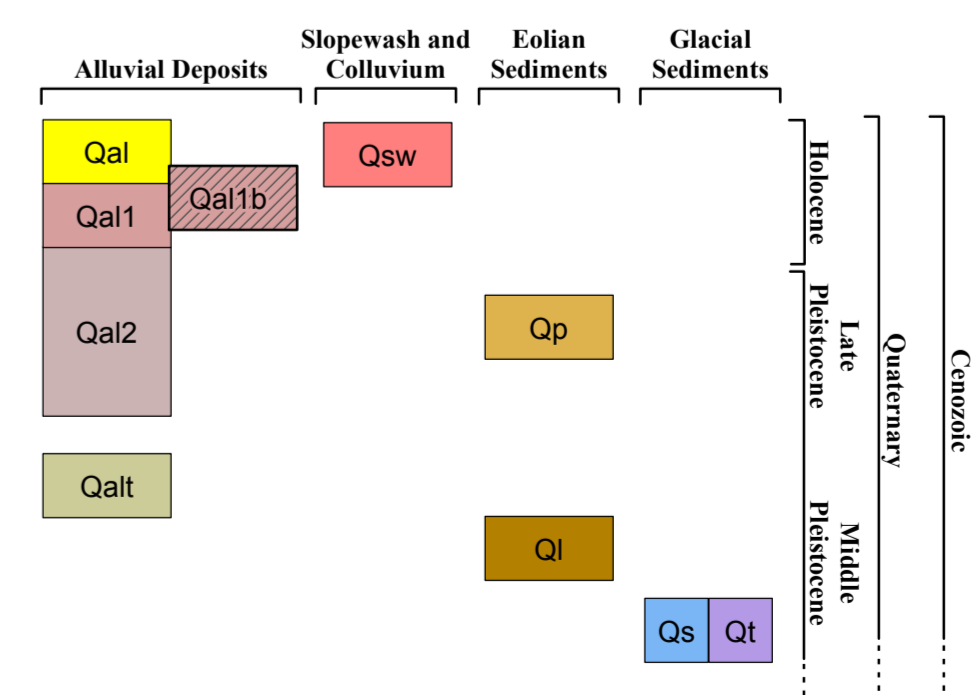 Alluvial Deposits
Slopewash and
Colluvium
Eolian
Sediments
Glacial
Sediments
Qal
Qal1b
Qal1
Qal2
Qalt
Qsw
Qp
Ql
Qs
Qt
Holocene
Late
Pleistocene
Middle
Pleistocene
Quaternary
Cenozoic